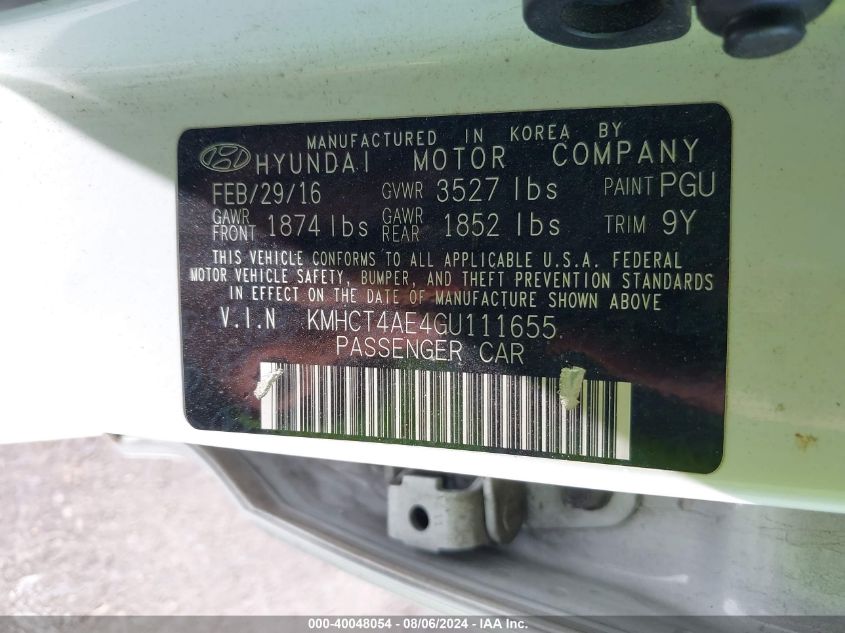 MANUFACTURED IN KOREA BY
HYUNDAI MOTOR COMPANY
FEB/29/16 GVWR 3527 lbs PAINT PGU
GAWR FRONT 1874 lbs GAWR REAR 1852 lbs TRIM 9Y
THIS VEHICLE CONFORMS TO ALL APPLICABLE U.S.A. FEDERAL
MOTOR VEHICLE SAFETY, BUMPER, AND THEFT PREVENTION STANDARDS
IN EFFECT ON THE DATE OF MANUFACTURE SHOWN ABOVE
V.I.N KMHCT4AE4GU111655
PASSENGER CAR
000-40048054 - 08/06/2024 - IAA Inc.